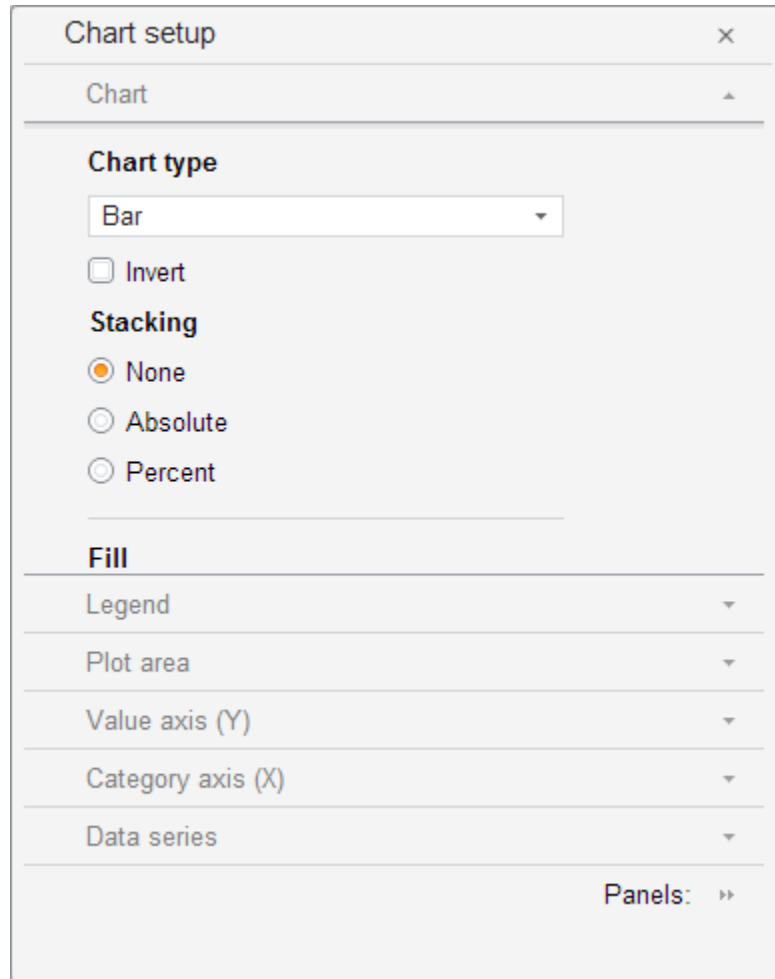 Chart setup
Chart
Chart type
Bar
Invert
Stacking
None
Absolute
Percent
Fill
Legend
Plot area
Value axis (Y)
Category axis (X)
Data series
Panels: